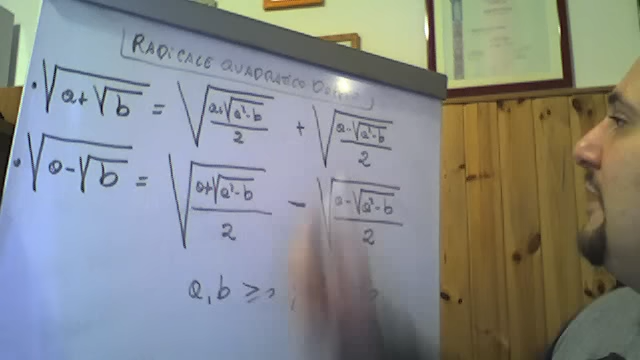 RADICALE QUADRATICO
• √(a+√b) = √((a+√(a²-b))/2) + √((a-√(a²-b))/2)
• √(a-√b) = √((a+√(a²-b))/2) - √((a-√(a²-b))/2)
a, b ≥